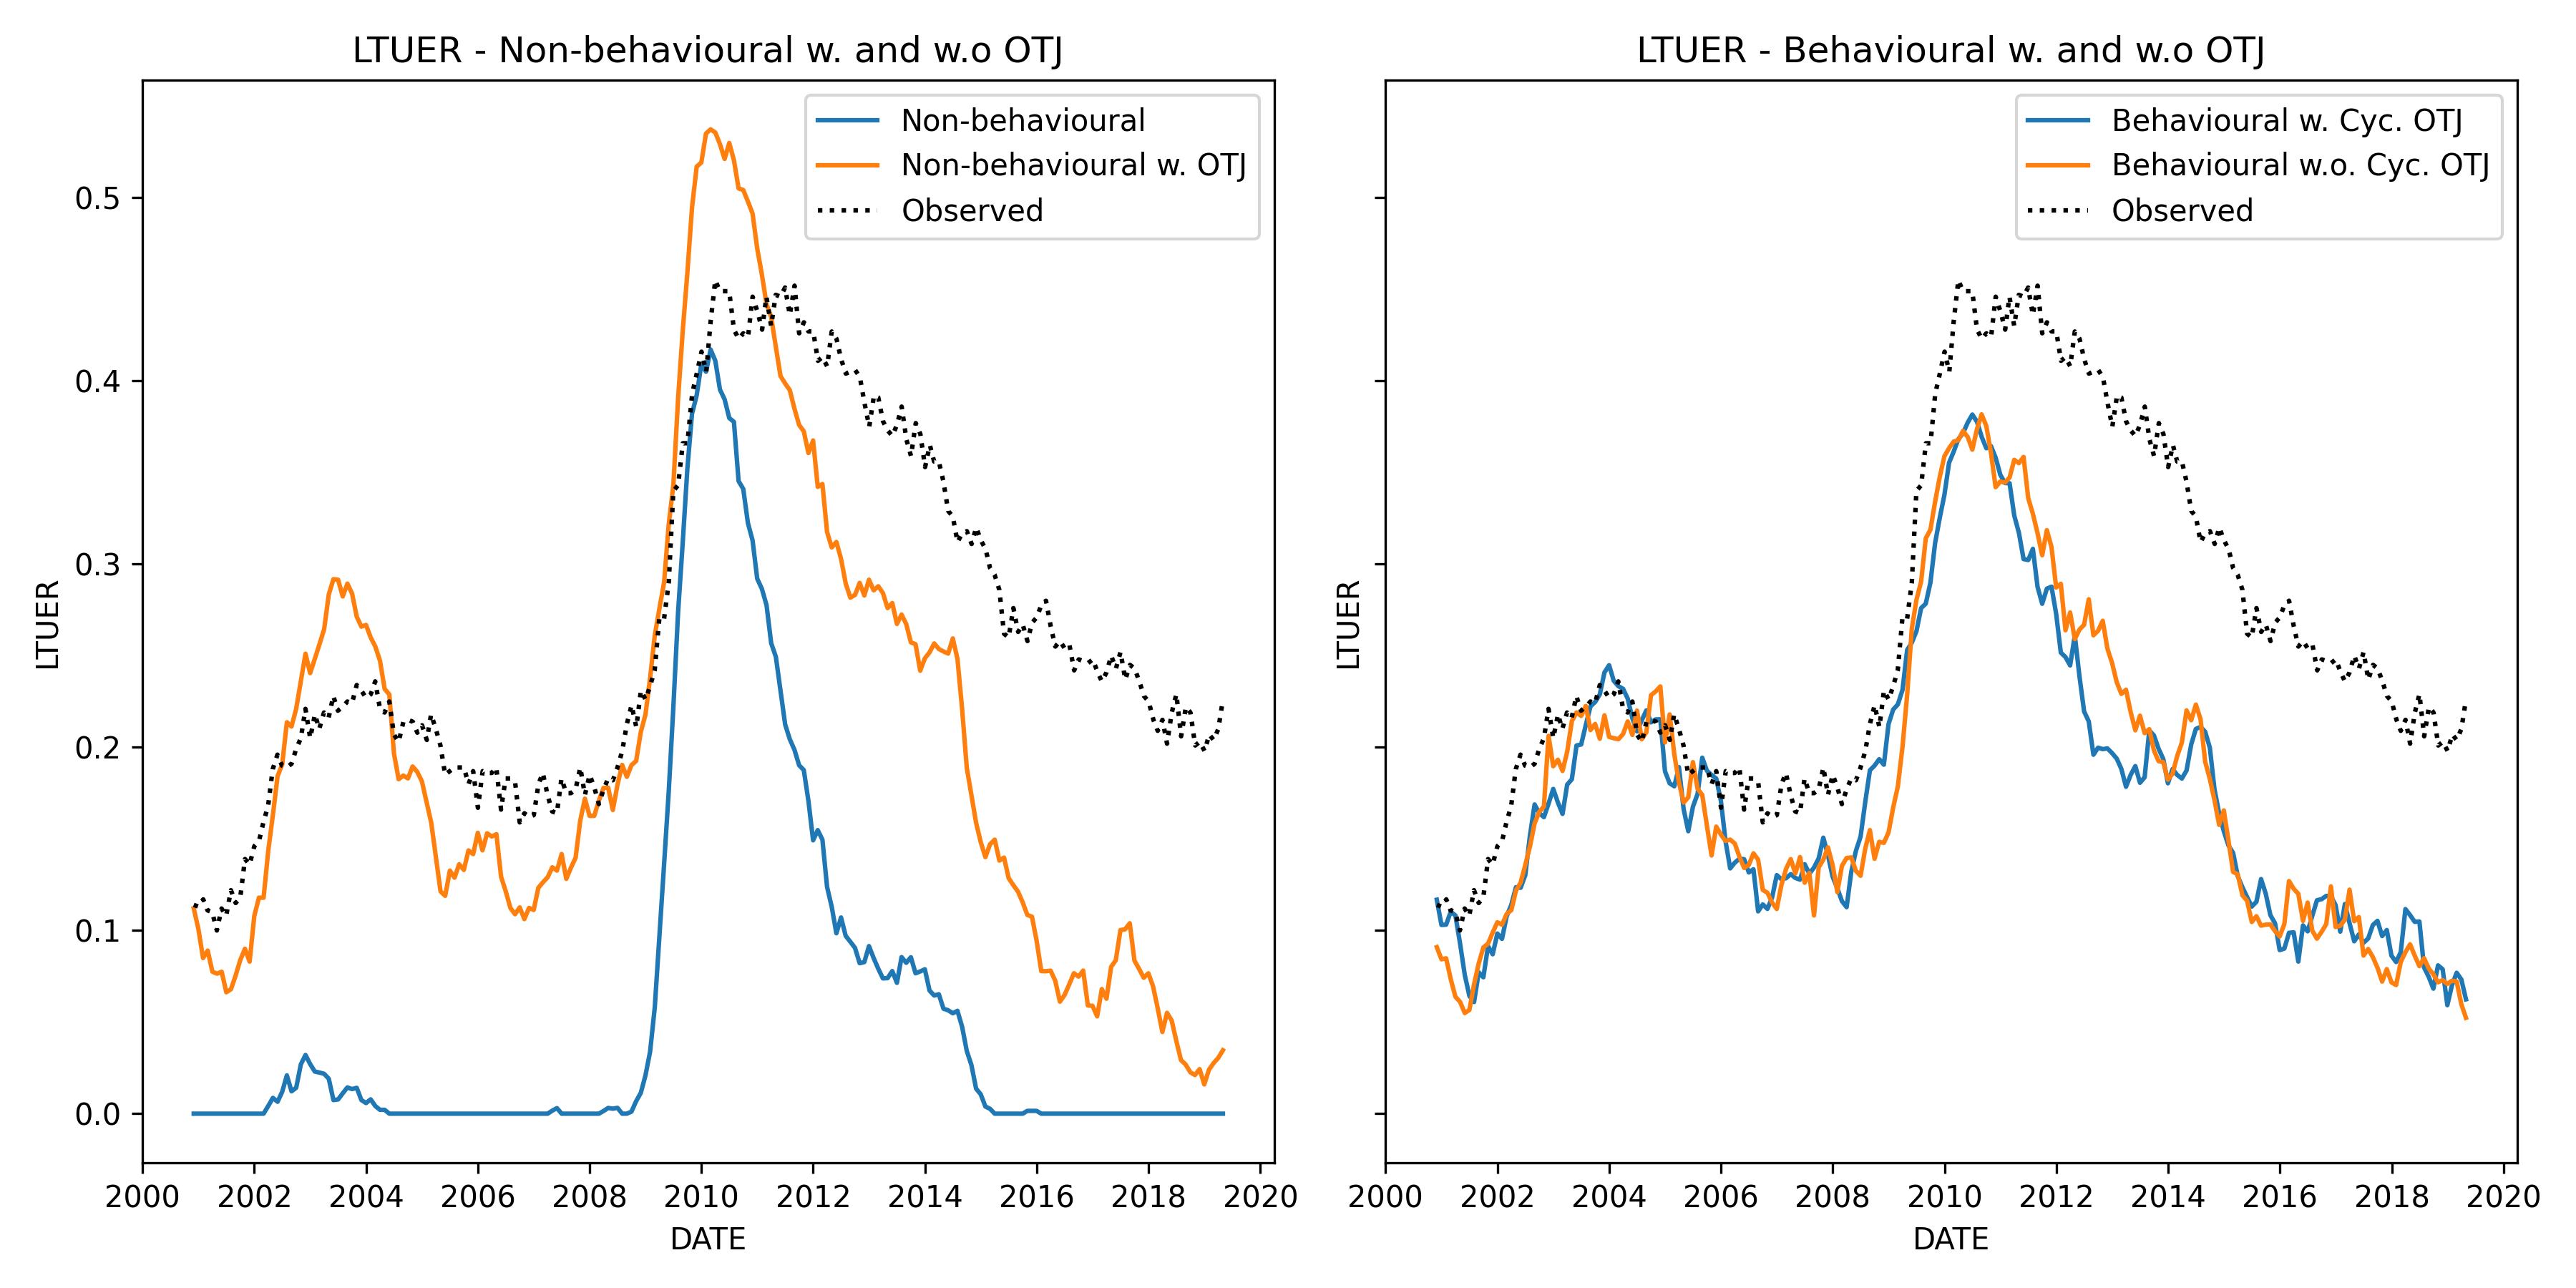 LTUER - Non-behavioural w. and w.o OTJ
Non-behavioural
Non-behavioural w. OTJ
Observed
LTUER
0.5
0.4
0.3
0.2
0.1
0.0
2000 2002 2004 2006 2008 2010 2012 2014 2016 2018 2020
DATE
LTUER - Behavioural w. and w.o OTJ
Behavioural w. Cyc. OTJ
Behavioural w.o. Cyc. OTJ
Observed
LTUER
2000 2002 2004 2006 2008 2010 2012 2014 2016 2018 2020
DATE